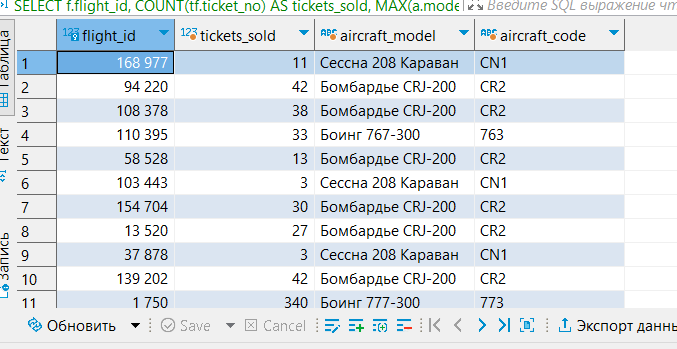 SELECT f.flight_id, COUNT(tf.ticket_no) AS tickets_sold, MAX(a.mode
Введите SQL выражение чт
Таблица
Текст
Запись
123 flight_id 123 tickets_sold ABC aircraft_model ABC aircraft_code
1 168 977 11 Сессна 208 Караван CN1
2 94 220 42 Бомбардье CRJ-200 CR2
3 108 378 38 Бомбардье CRJ-200 CR2
4 110 395 33 Боинг 767-300 763
5 58 528 13 Бомбардье CRJ-200 CR2
6 103 443 3 Сессна 208 Караван CN1
7 154 704 30 Бомбардье CRJ-200 CR2
8 13 520 27 Бомбардье CRJ-200 CR2
9 37 878 3 Сессна 208 Караван CN1
10 139 202 42 Бомбардье CRJ-200 CR2
11 1 750 340 Боинг 777-300 773
Обновить Save Cancel Экспорт данны